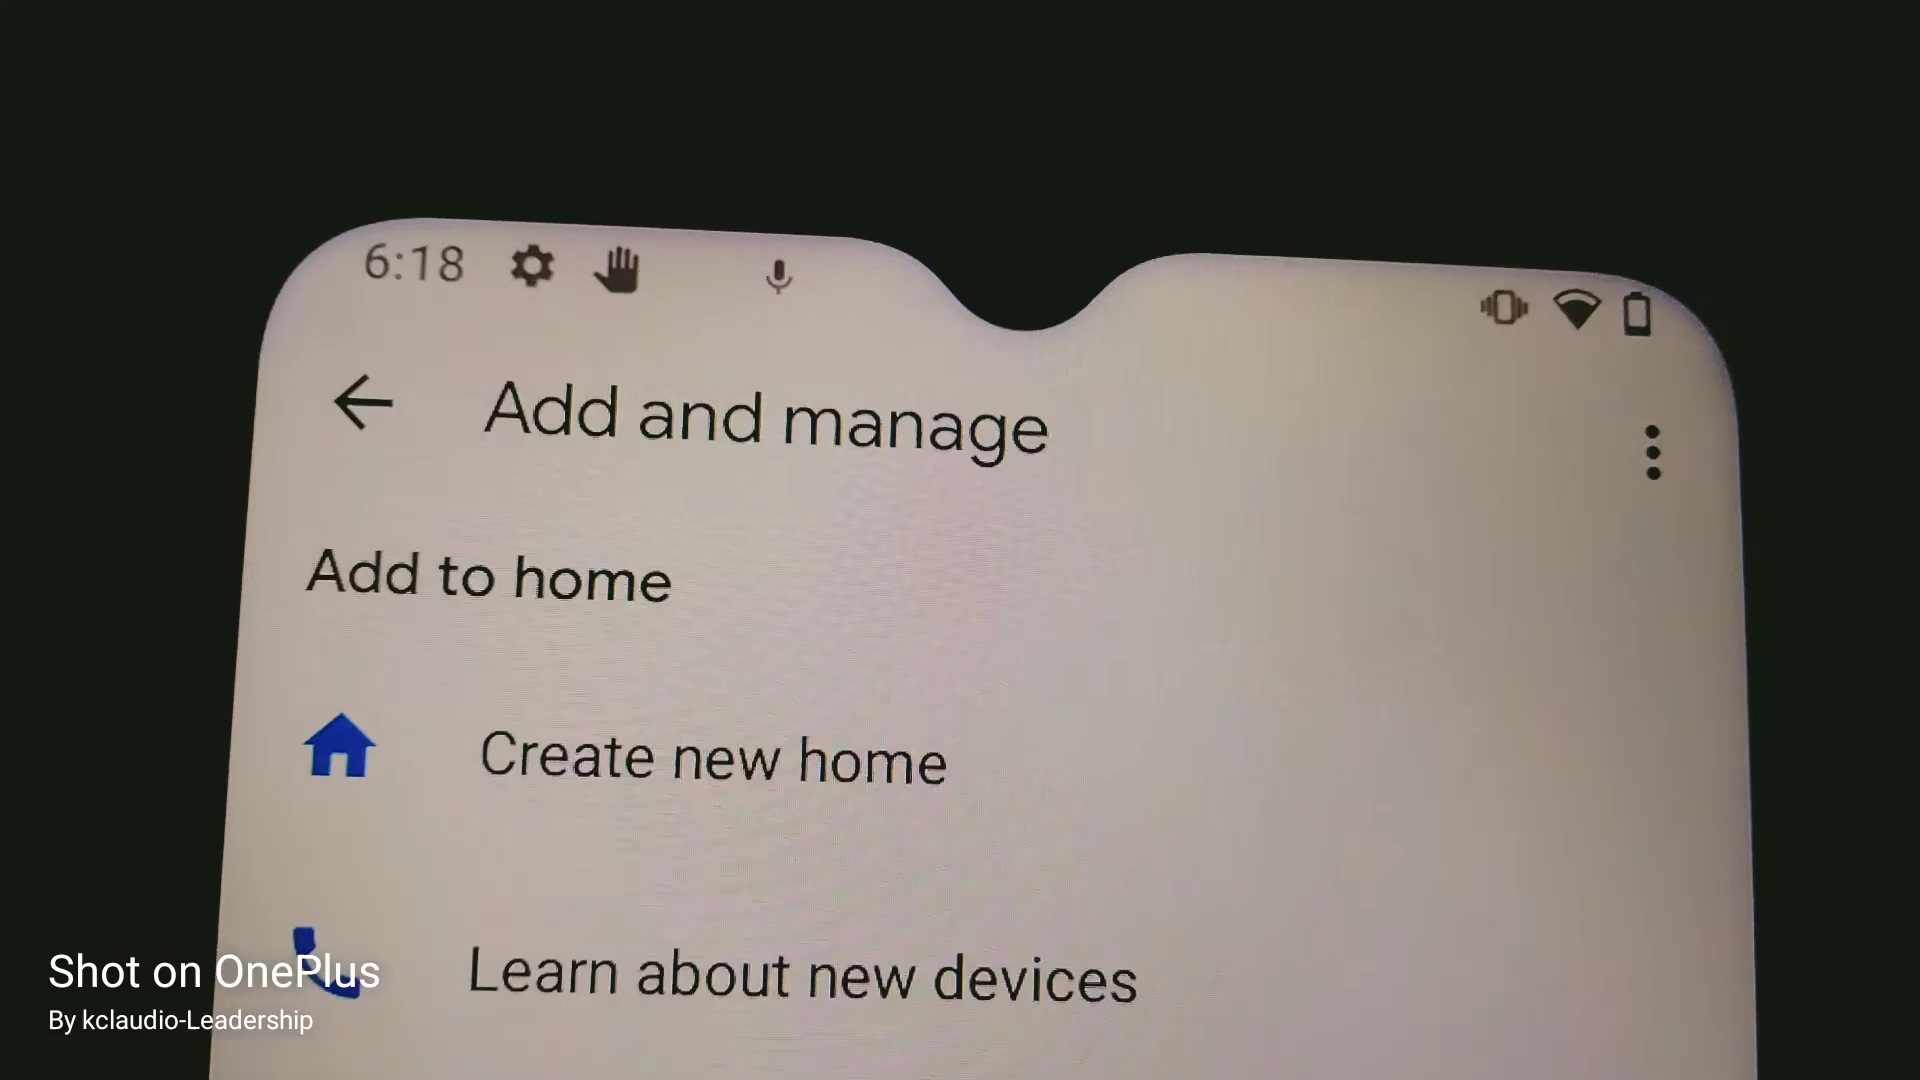 6:18
Add and manage
Add to home
Create new home
Learn about new devices
Shot on OnePlus
By kclaudio-Leadership